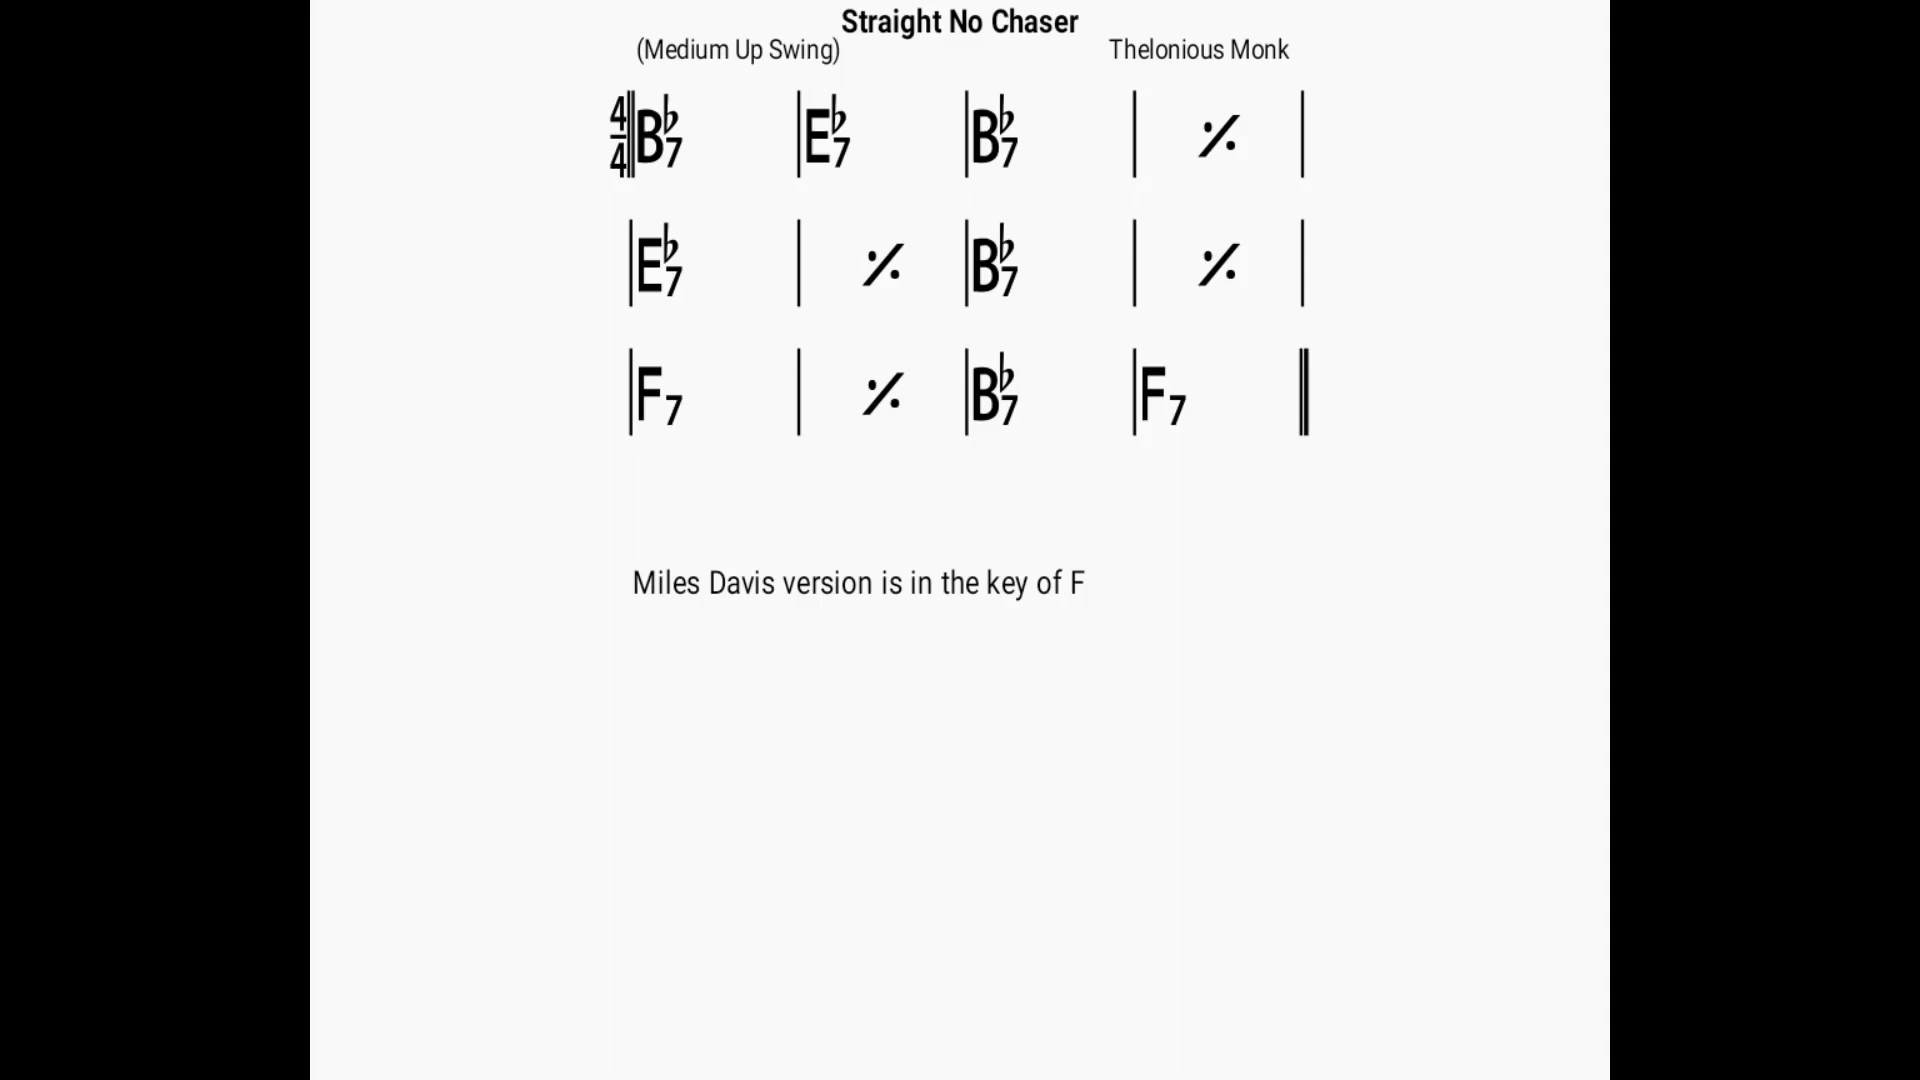 Straight No Chaser
(Medium Up Swing) Thelonious Monk
4/4 B♭7 | E♭7 | B♭7 | 𝄎 |
| E♭7 | 𝄎 | B♭7 | 𝄎 |
| F7 | 𝄎 | B♭7 | F7 ‖
Miles Davis version is in the key of F